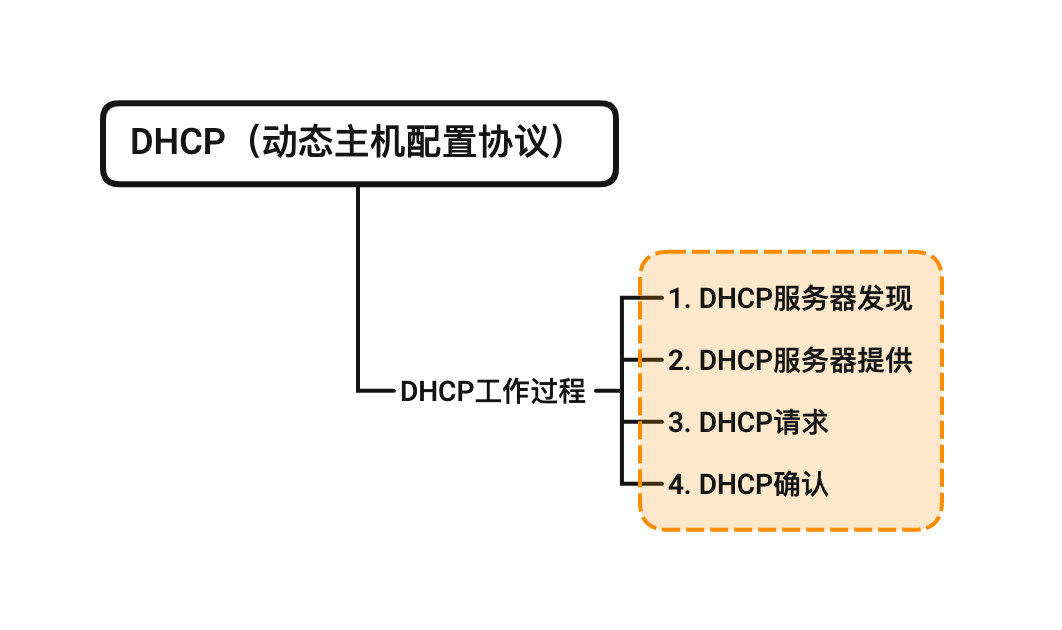 DHCP（动态主机配置协议）
DHCP工作过程
1. DHCP服务器发现
2. DHCP服务器提供
3. DHCP请求
4. DHCP确认